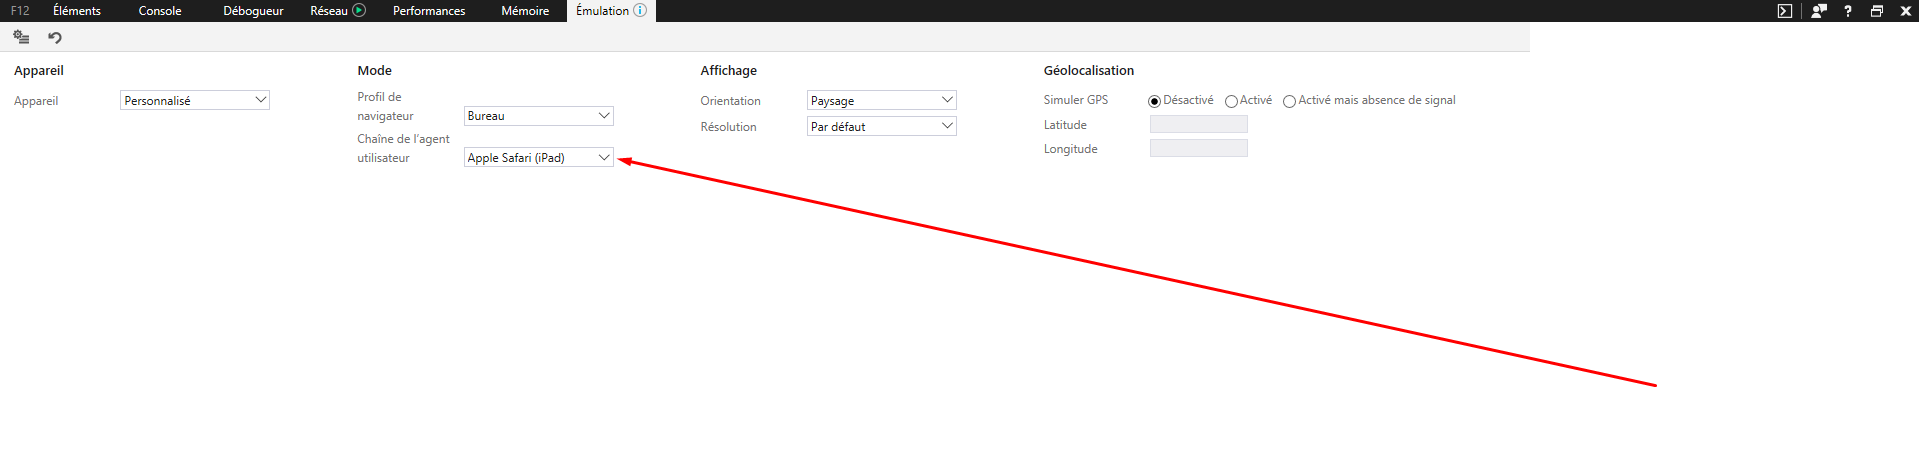 F12 Éléments Console Débogueur Réseau Performances Mémoire Émulation
Appareil
Appareil Personnalisé
Mode
Profil de
navigateur Bureau
Chaîne de l'agent
utilisateur Apple Safari (iPad)
Affichage
Orientation Paysage
Résolution Par défaut
Géolocalisation
Simuler GPS Désactivé Activé Activé mais absence de signal
Latitude
Longitude